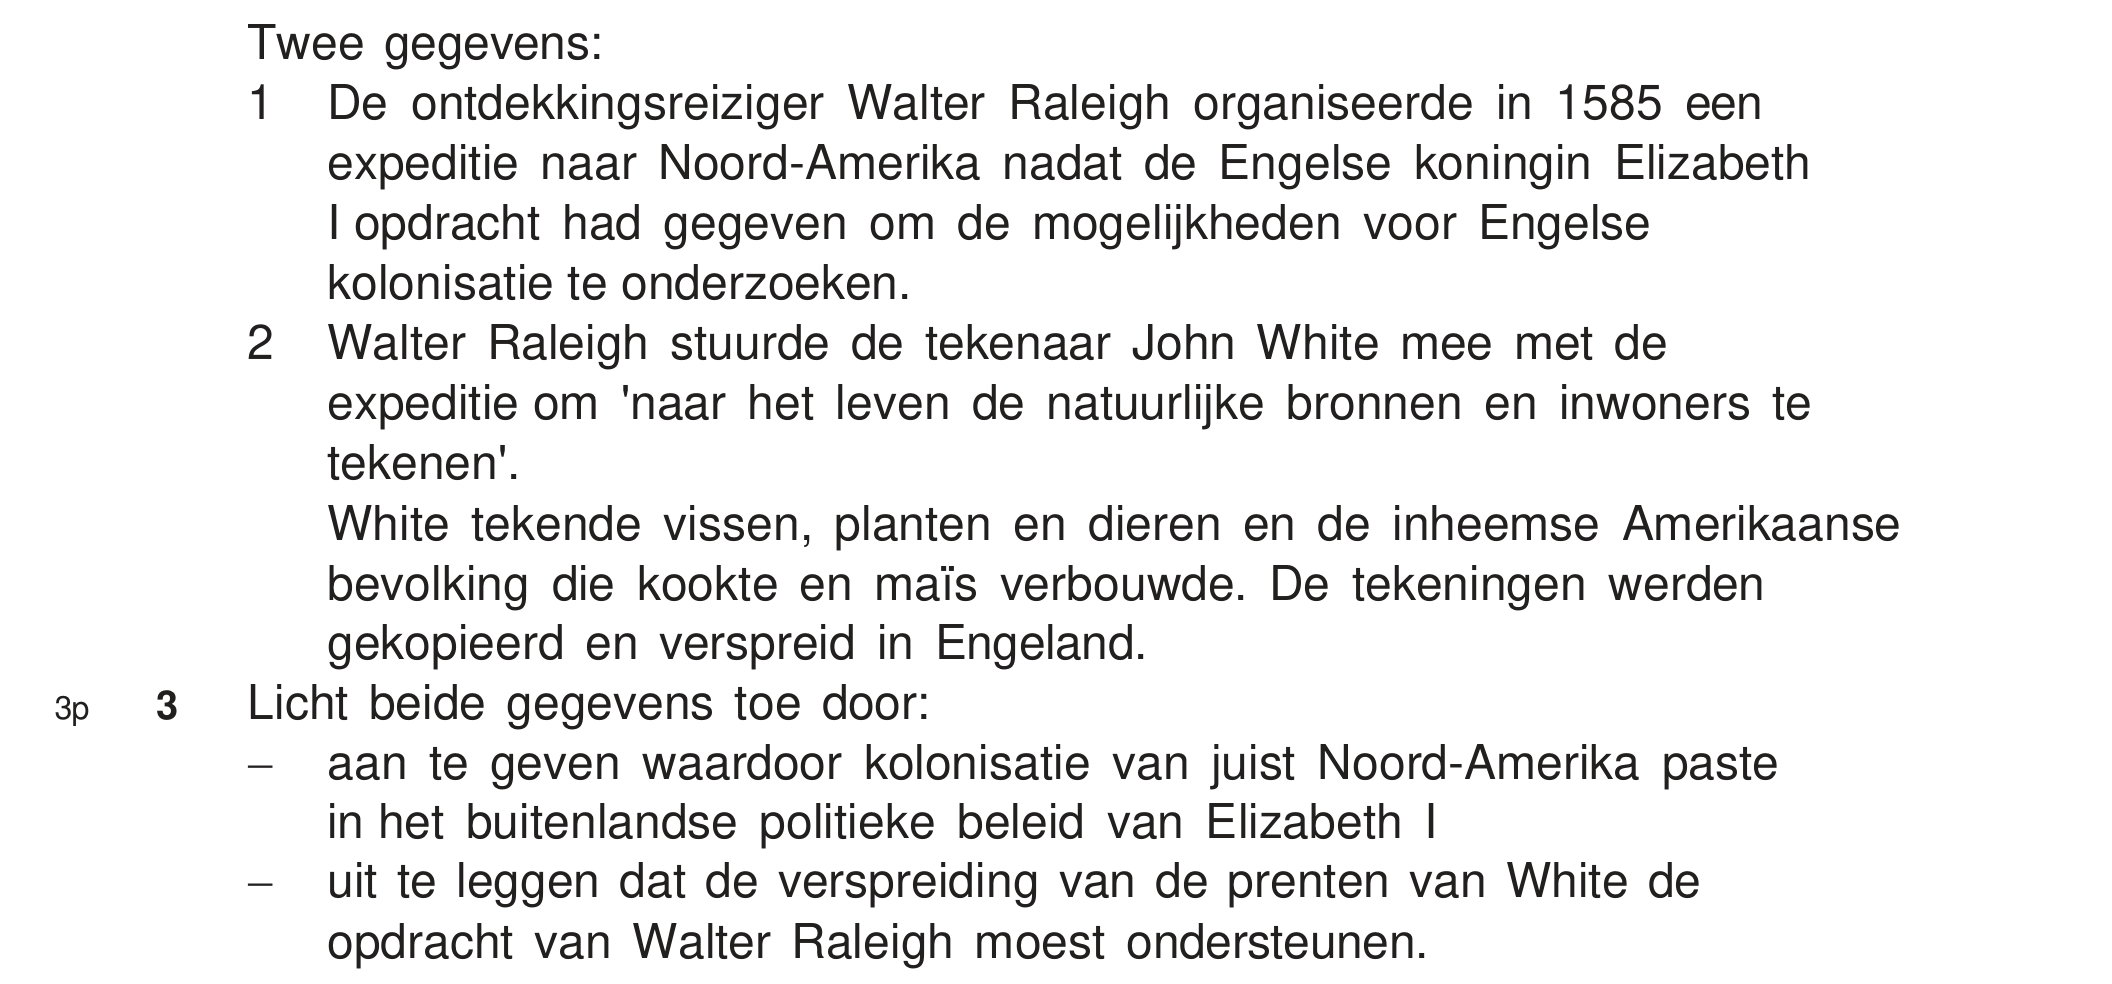 Twee gegevens:
1 De ontdekkingsreiziger Walter Raleigh organiseerde in 1585 een
expeditie naar Noord-Amerika nadat de Engelse koningin Elizabeth
I opdracht had gegeven om de mogelijkheden voor Engelse
kolonisatie te onderzoeken.
2 Walter Raleigh stuurde de tekenaar John White mee met de
expeditie om 'naar het leven de natuurlijke bronnen en inwoners te
tekenen'.
White tekende vissen, planten en dieren en de inheemse Amerikaanse
bevolking die kookte en maïs verbouwde. De tekeningen werden
gekopieerd en verspreid in Engeland.
3p 3 Licht beide gegevens toe door:
– aan te geven waardoor kolonisatie van juist Noord-Amerika paste
in het buitenlandse politieke beleid van Elizabeth I
– uit te leggen dat de verspreiding van de prenten van White de
opdracht van Walter Raleigh moest ondersteunen.